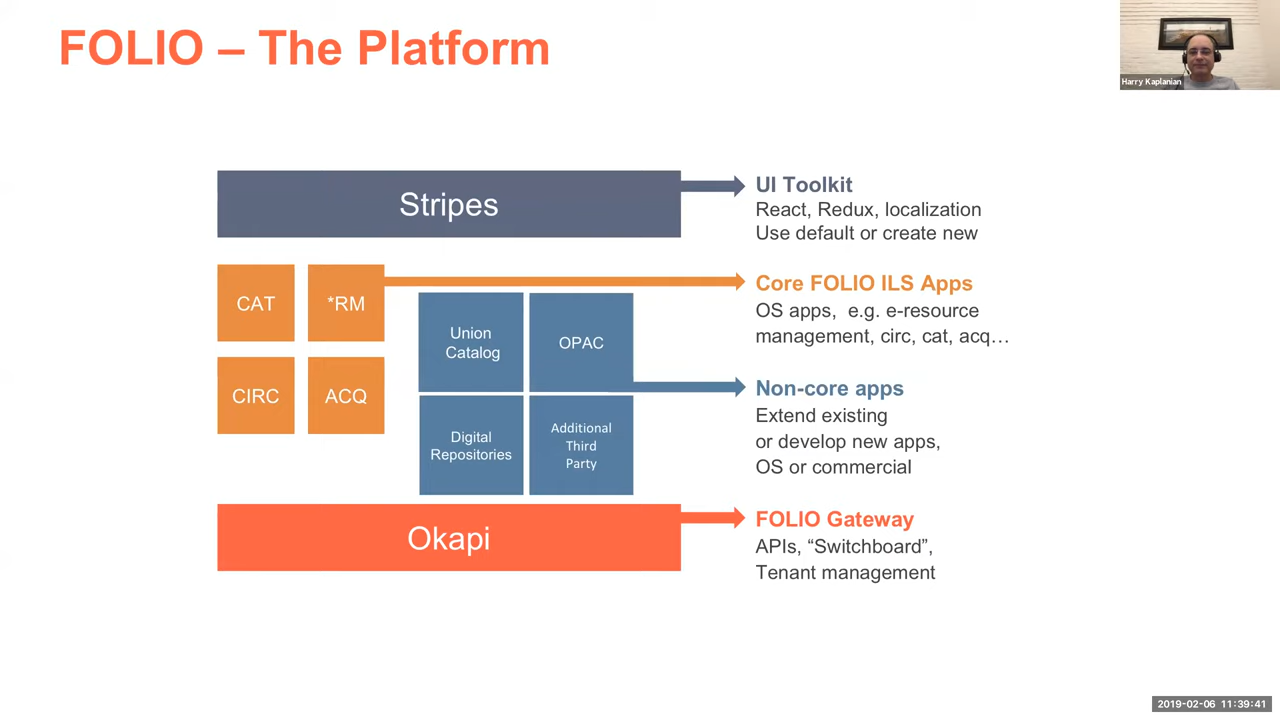 FOLIO – The Platform
Harry Kaplanian
Stripes
UI Toolkit
React, Redux, localization
Use default or create new
CAT
*RM
Core FOLIO ILS Apps
OS apps,  e.g. e-resource
management, circ, cat, acq…
Union
Catalog
OPAC
CIRC
ACQ
Non-core apps
Extend existing
or develop new apps,
OS or commercial
Digital
Repositories
Additional
Third
Party
Okapi
FOLIO Gateway
APIs, “Switchboard”,
Tenant management
2019-02-06 11:39:41